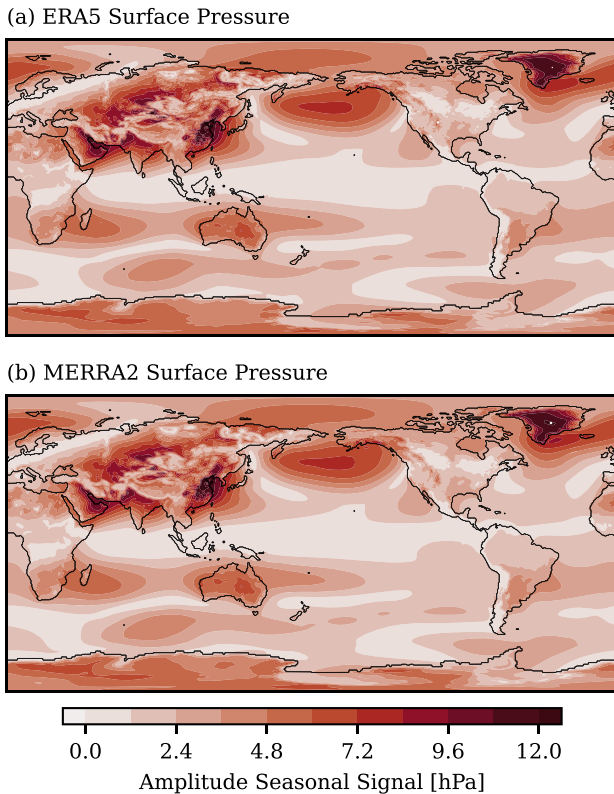 (a) ERA5 Surface Pressure
(b) MERRA2 Surface Pressure
0.0 2.4 4.8 7.2 9.6 12.0
Amplitude Seasonal Signal [hPa]